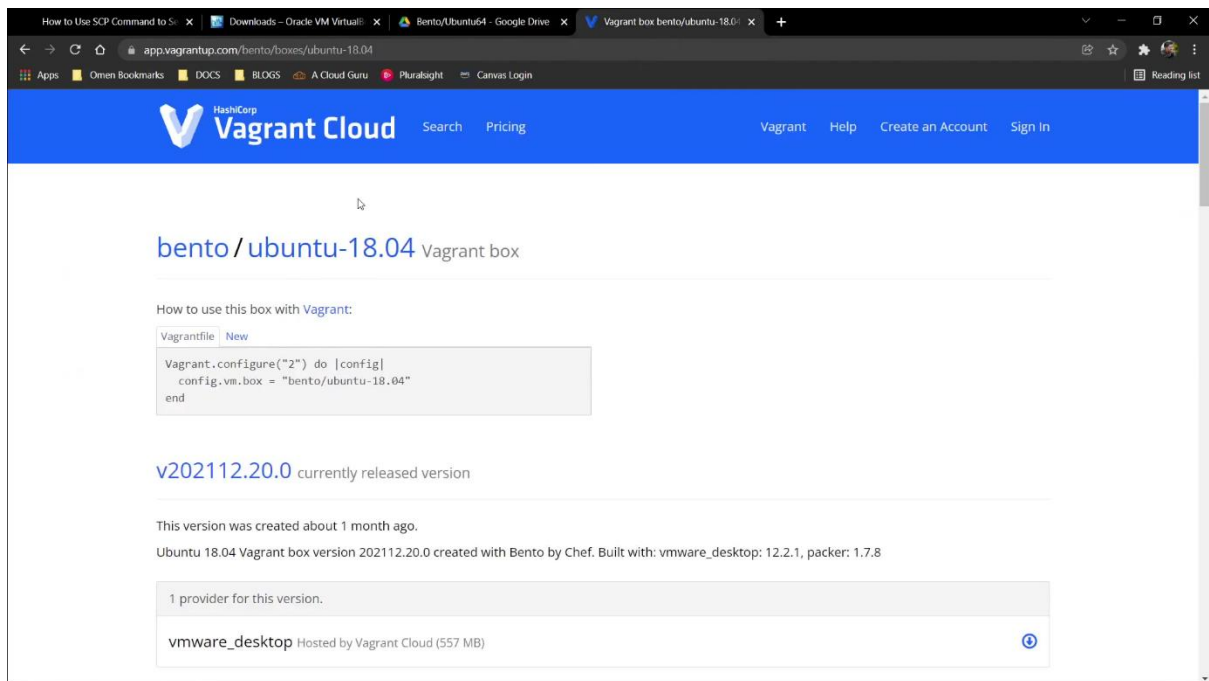 How to Use SCP Command to Se
Downloads – Oracle VM VirtualB
Bento/Ubuntu64 - Google Drive
Vagrant box bento/ubuntu-18.04
app.vagrantup.com/bento/boxes/ubuntu-18.04
Apps Omen Bookmarks DOCS BLOGS A Cloud Guru Pluralsight Canvas Login Reading list
HashiCorp
Vagrant Cloud Search Pricing Vagrant Help Create an Account Sign In
bento / ubuntu-18.04 Vagrant box
How to use this box with Vagrant:
Vagrantfile New
Vagrant.configure("2") do |config|
config.vm.box = "bento/ubuntu-18.04"
end
v202112.20.0 currently released version
This version was created about 1 month ago.
Ubuntu 18.04 Vagrant box version 202112.20.0 created with Bento by Chef. Built with: vmware_desktop: 12.2.1, packer: 1.7.8
1 provider for this version.
vmware_desktop Hosted by Vagrant Cloud (557 MB)